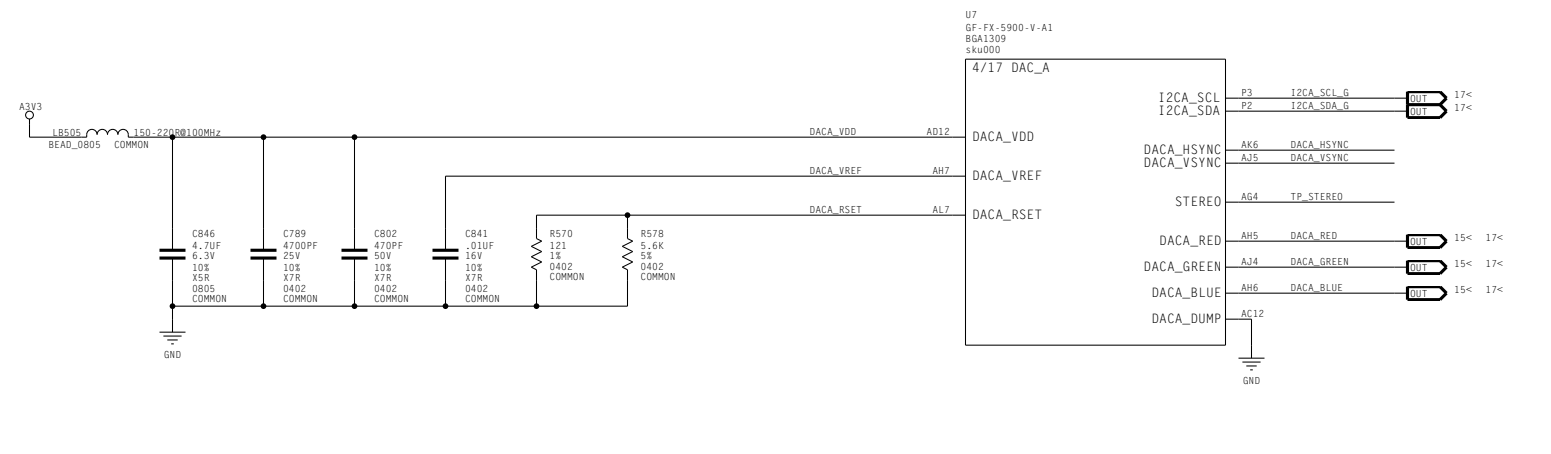 U7
GF-FX-5900-V-A1
BGA1309
sku000
4/17 DAC_A
A3V3
LB505 150-220R@100MHz
BEAD_0805 COMMON
DACA_VDD AD12 DACA_VDD
DACA_VREF AH7 DACA_VREF
DACA_RSET AL7 DACA_RSET
I2CA_SCL P3 I2CA_SCL_G OUT 17<
I2CA_SDA P2 I2CA_SDA_G OUT 17<
DACA_HSYNC AK6 DACA_HSYNC
DACA_VSYNC AJ5 DACA_VSYNC
STEREO AG4 TP_STEREO
DACA_RED AH5 DACA_RED OUT 15< 17<
DACA_GREEN AJ4 DACA_GREEN OUT 15< 17<
DACA_BLUE AH6 DACA_BLUE OUT 15< 17<
DACA_DUMP AC12
GND
C846
4.7UF
6.3V
10%
X5R
0805
COMMON
C789
4700PF
25V
10%
X7R
0402
COMMON
C802
470PF
50V
10%
X7R
0402
COMMON
C841
.01UF
16V
10%
X7R
0402
COMMON
R570
121
1%
0402
COMMON
R578
5.6K
5%
0402
COMMON
GND